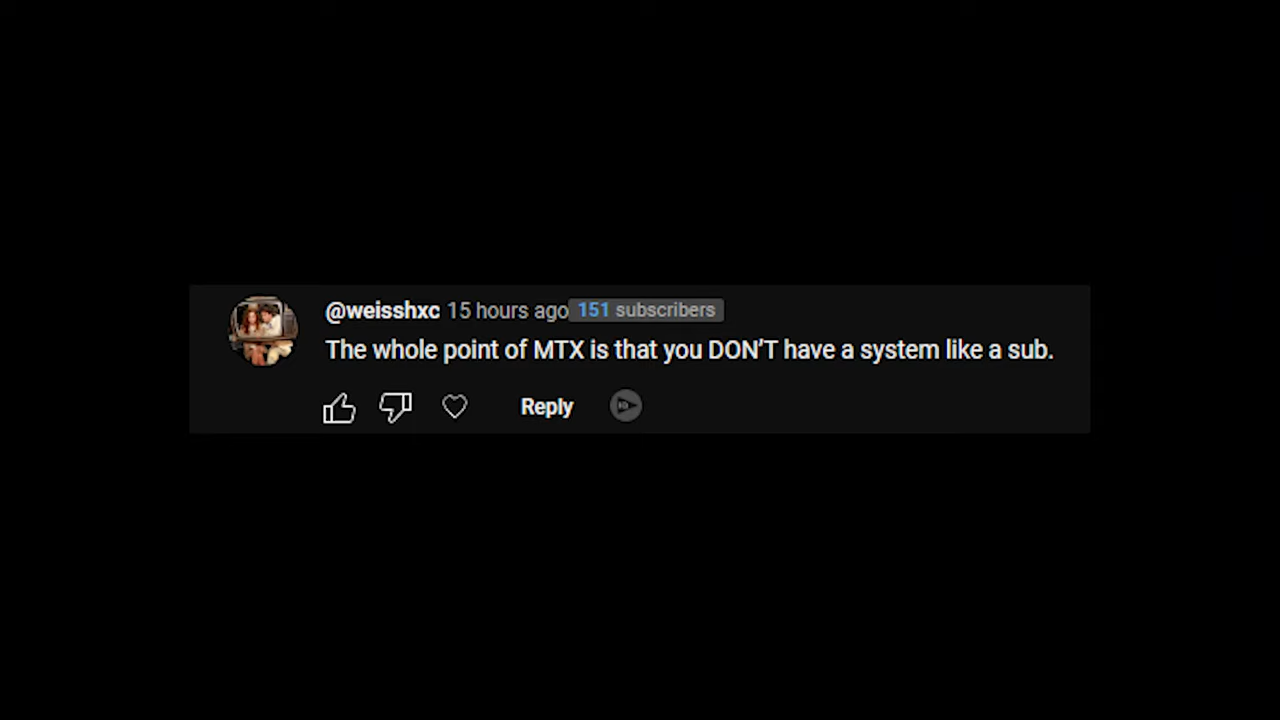 @weisshxc 15 hours ago 151 subscribers
The whole point of MTX is that you DON'T have a system like a sub.
Reply